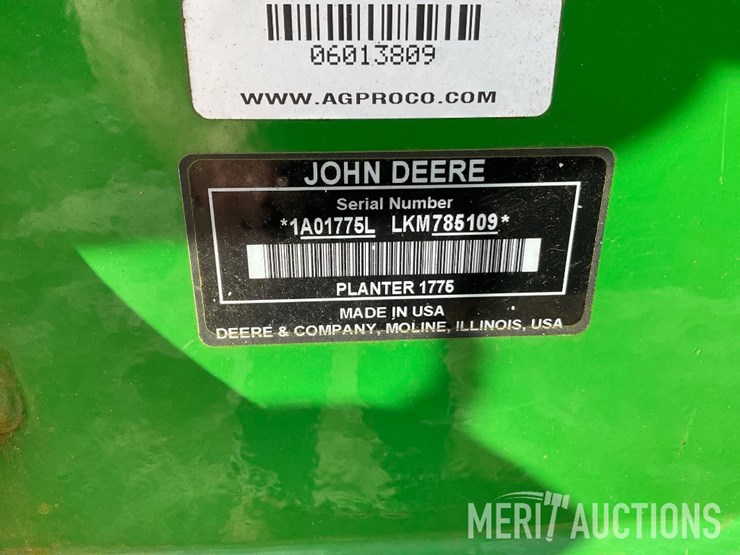 06013809
WWW.AGPROCO.COM
JOHN DEERE
Serial Number
*1A01775L LKM785109*
PLANTER 1775
MADE IN USA
DEERE & COMPANY, MOLINE, ILLINOIS, USA
MERIT AUCTIONS